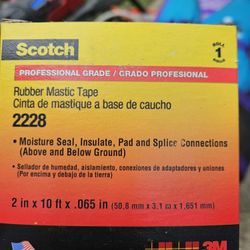 Scotch
ROLL
1
PROFESSIONAL GRADE / GRADO PROFESIONAL
Rubber Mastic Tape
Cinta de mastique a base de caucho
2228
• Moisture Seal, Insulate, Pad and Splice Connections
(Above and Below Ground)
• Sellador de humedad, aislamiento, conexiones de adaptadores y uniones
(Por encima y debajo de la tierra)
2 in x 10 ft x .065 in (50,8 mm x 3,1 m x 1,651 mm)
3M